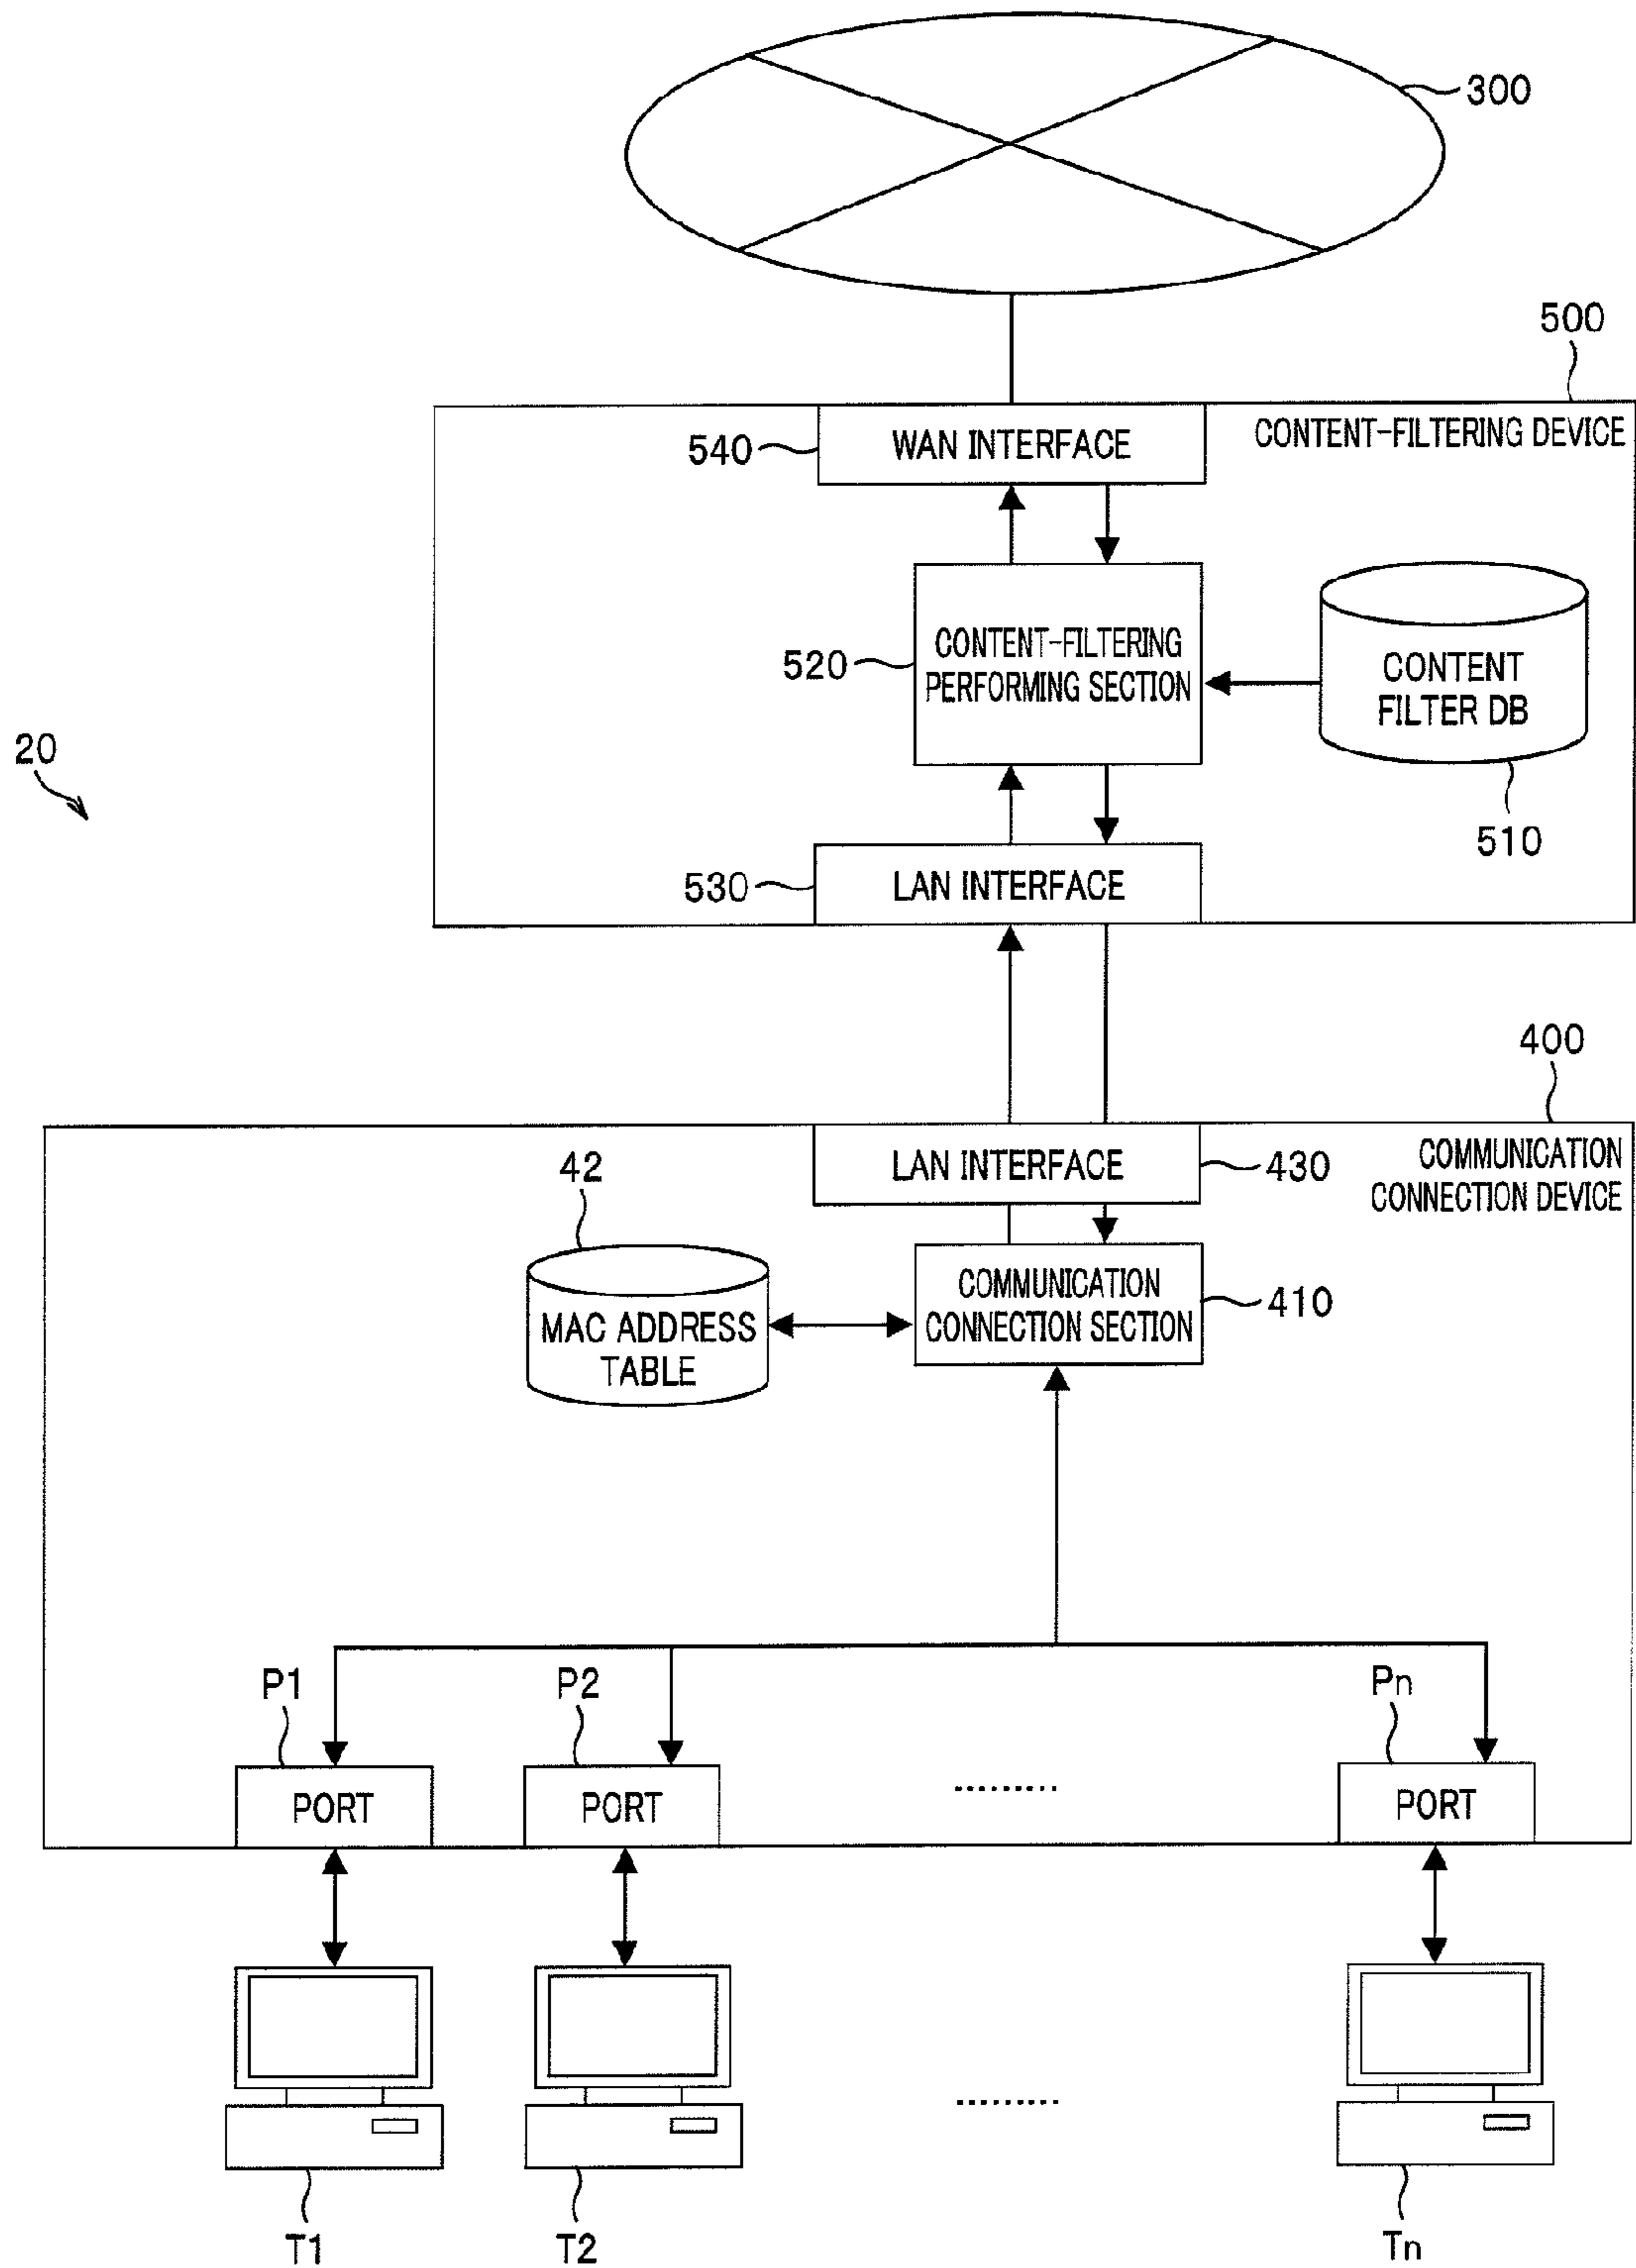 300
500
CONTENT-FILTERING DEVICE
540
WAN INTERFACE
520
CONTENT-FILTERING
PERFORMING SECTION
CONTENT
FILTER DB
20
510
530
LAN INTERFACE
400
COMMUNICATION
CONNECTION DEVICE
LAN INTERFACE
430
42
MAC ADDRESS
TABLE
COMMUNICATION
CONNECTION SECTION
410
P1
P2
Pn
PORT
PORT
.........
PORT
.........
T1
T2
Tn